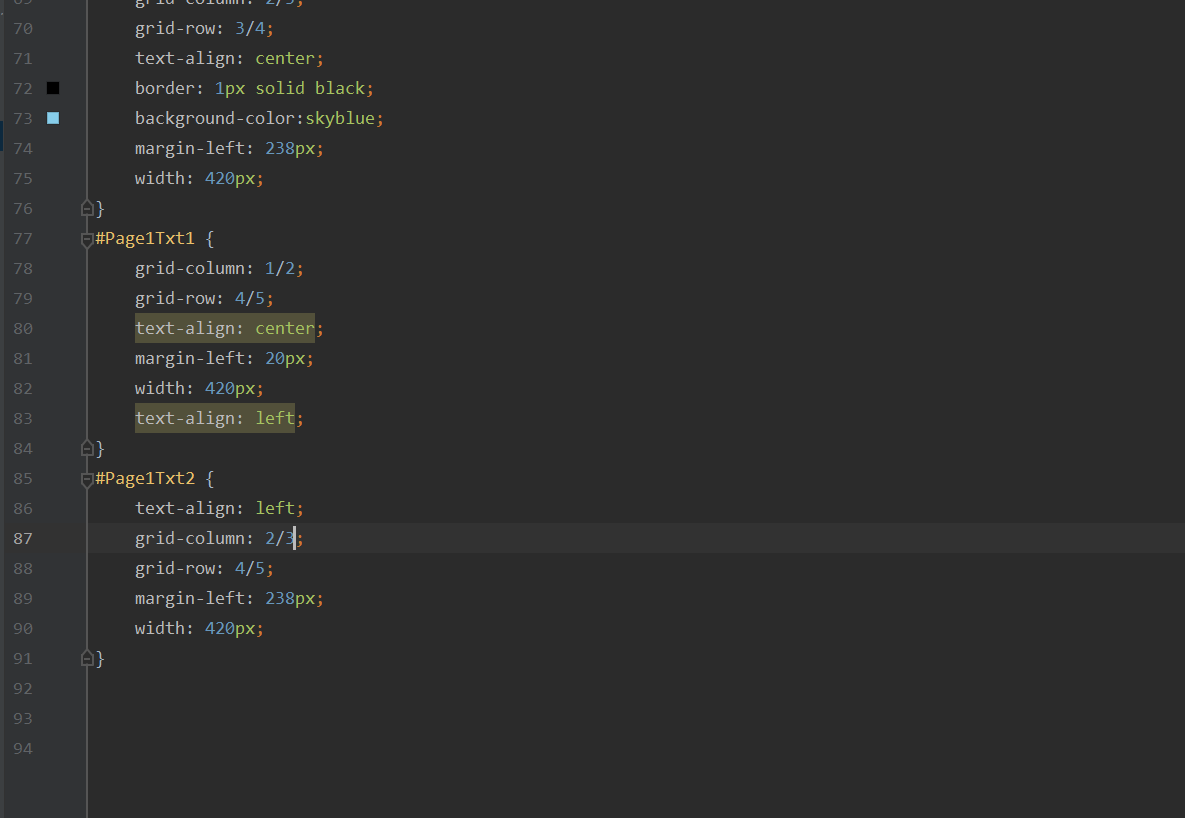 69 grid-column: 2/3;
70 grid-row: 3/4;
71 text-align: center;
72 border: 1px solid black;
73 background-color:skyblue;
74 margin-left: 238px;
75 width: 420px;
76 }
77 #Page1Txt1 {
78 grid-column: 1/2;
79 grid-row: 4/5;
80 text-align: center;
81 margin-left: 20px;
82 width: 420px;
83 text-align: left;
84 }
85 #Page1Txt2 {
86 text-align: left;
87 grid-column: 2/3;
88 grid-row: 4/5;
89 margin-left: 238px;
90 width: 420px;
91 }
92
93
94